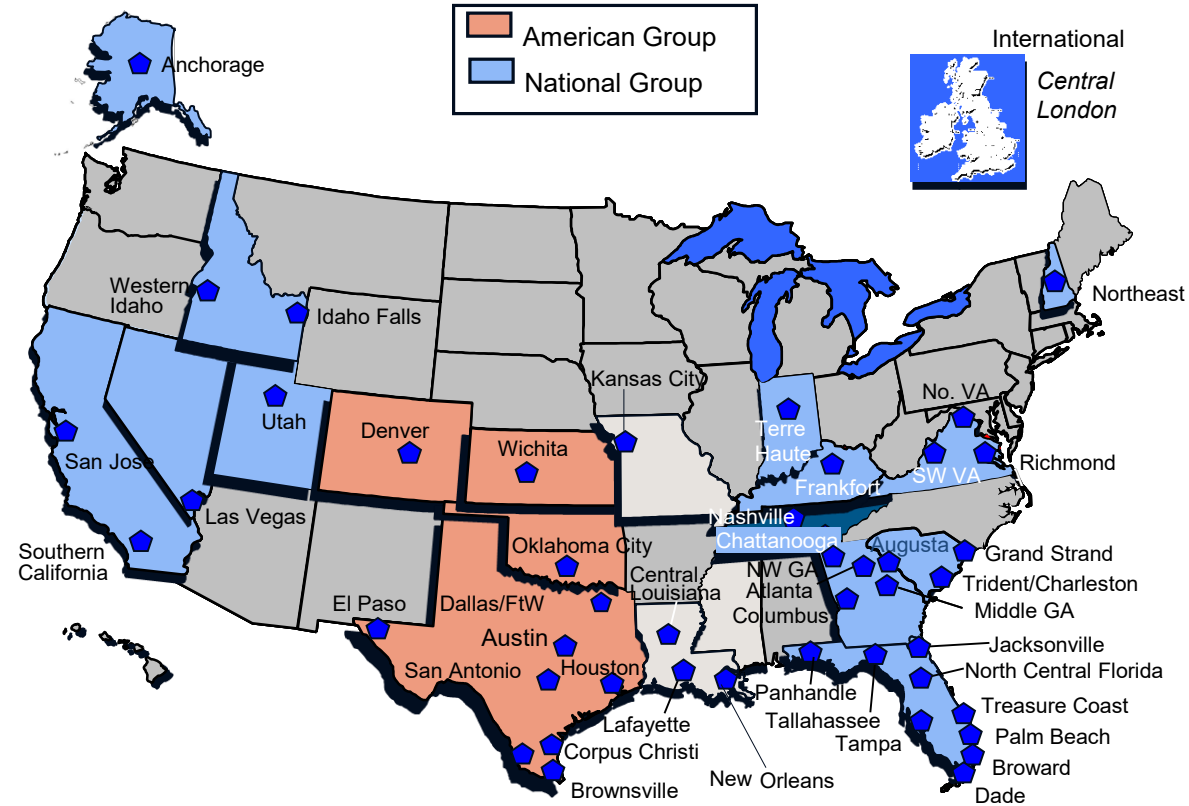 American Group
National Group
International
Central
London
Anchorage
Western
Idaho
Idaho Falls
Northeast
Kansas City
No. VA
Utah
Denver
Wichita
Terre
Haute
San Jose
Richmond
SW VA
Frankfort
Las Vegas
Nashville
Chattanooga
Southern
California
Oklahoma City
Augusta
Grand Strand
NW GA
Central
Louisiana
Atlanta
Trident/Charleston
El Paso
Dallas/FtW
Columbus
Middle GA
Austin
Jacksonville
San Antonio
Houston
North Central Florida
Panhandle
Treasure Coast
Lafayette
Tallahassee
Tampa
Palm Beach
Corpus Christi
Broward
New Orleans
Brownsville
Dade